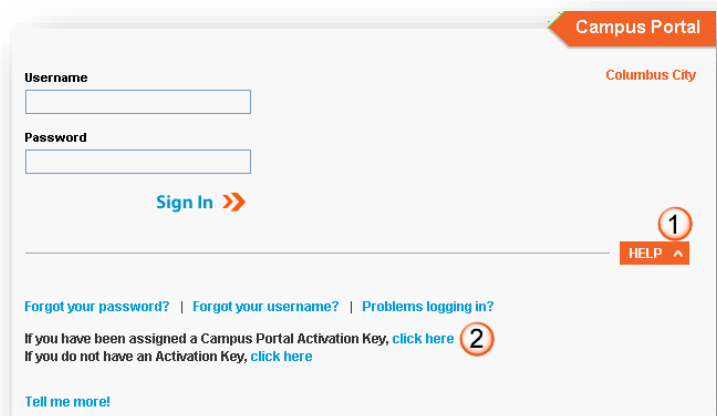 Campus Portal
Columbus City
Username
Password
Sign In
1
HELP
Forgot your password? | Forgot your username? | Problems logging in?
If you have been assigned a Campus Portal Activation Key, click here 2
If you do not have an Activation Key, click here
Tell me more!